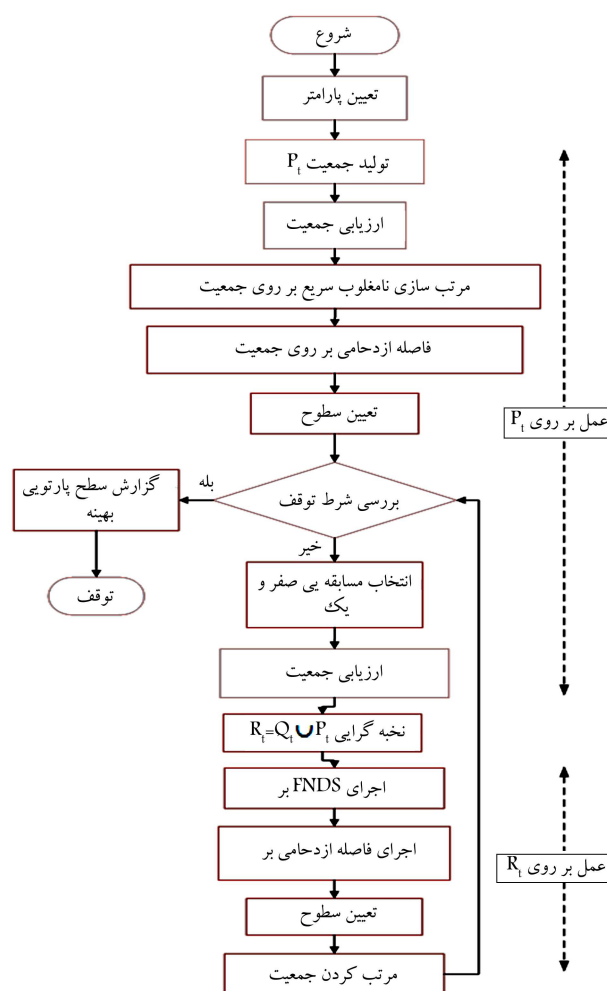 شروع
تعیین پارامتر
تولید جمعیت Pt
ارزیابی جمعیت
مرتب سازی نامغلوب سریع بر روی جمعیت
فاصله ازدحامی بر روی جمعیت
تعیین سطوح
عمل بر روی Pt
بررسی شرط توقف
بله
گزارش سطح پارتویی
بهینه
توقف
خیر
انتخاب مسابقه یی صفر و
یک
ارزیابی جمعیت
نخبه گرایی Rt=Qt∪Pt
اجرای FNDS بر
اجرای فاصله ازدحامی بر
عمل بر روی Rt
تعیین سطوح
مرتب کردن جمعیت